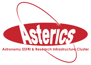 Asterics
Astronomy ESFRI & Research Infrastructure Cluster